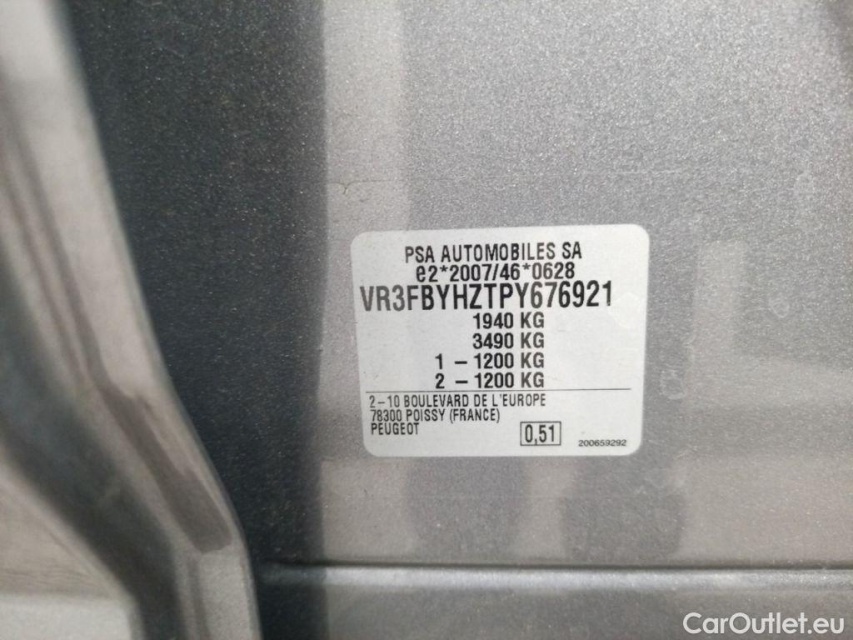 PSA AUTOMOBILES SA
e2*2007/46*0628
VR3FBYHZTPY676921
1940 KG
3490 KG
1 - 1200 KG
2 - 1200 KG
2-10 BOULEVARD DE L'EUROPE
78300 POISSY (FRANCE)
PEUGEOT
0,51
200659292
CarOutlet.eu